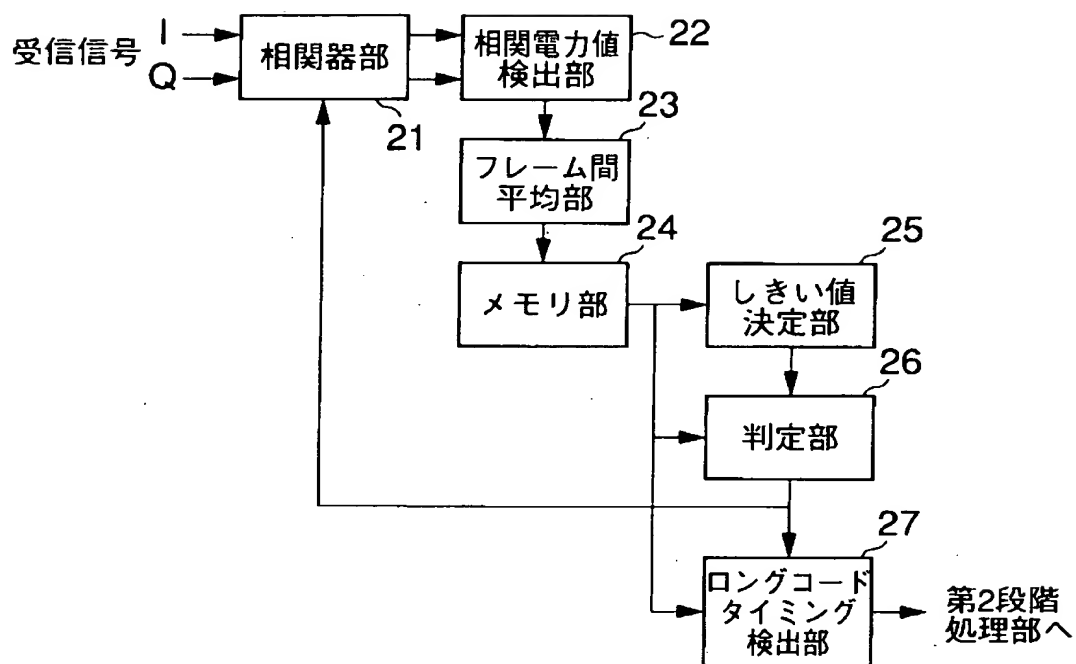 受信信号
I
Q
相関器部
21
相関電力値
検出部
22
フレーム間
平均部
23
メモリ部
24
しきい値
決定部
25
判定部
26
ロングコード
タイミング
検出部
27
第2段階
処理部へ